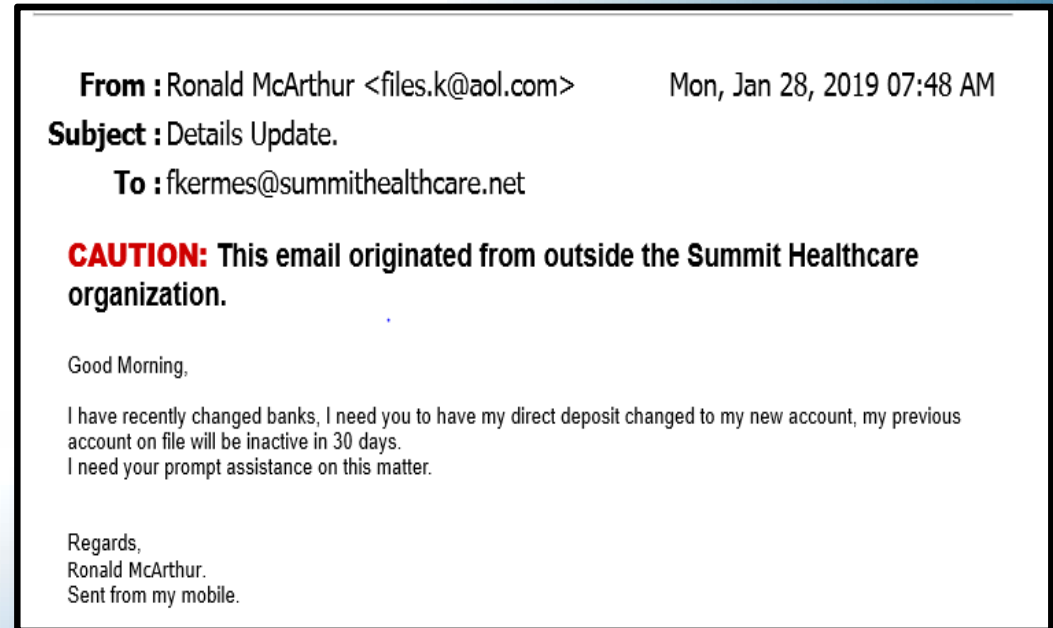 From : Ronald McArthur <files.k@aol.com> Mon, Jan 28, 2019 07:48 AM
Subject : Details Update.
To : fkermes@summithealthcare.net
CAUTION: This email originated from outside the Summit Healthcare
organization.
Good Morning,
I have recently changed banks, I need you to have my direct deposit changed to my new account, my previous
account on file will be inactive in 30 days.
I need your prompt assistance on this matter.
Regards,
Ronald McArthur.
Sent from my mobile.